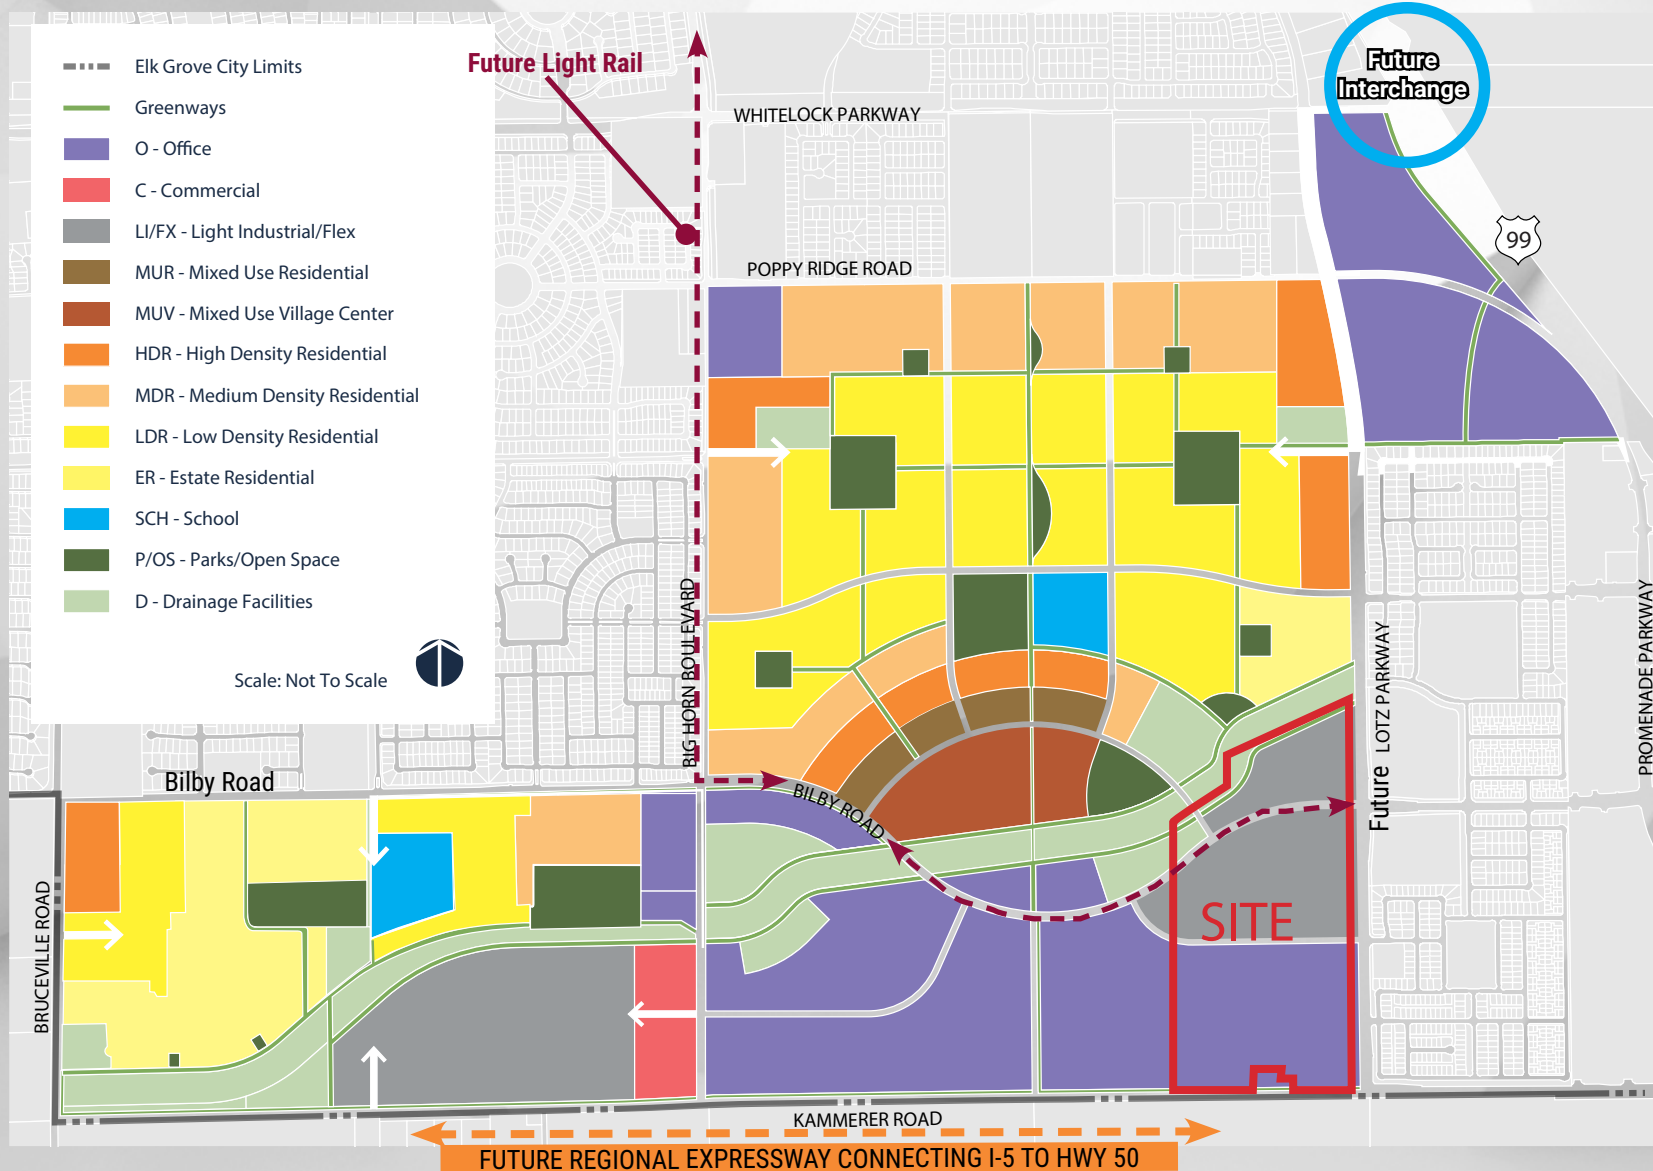 Elk Grove City Limits
Greenways
O - Office
C - Commercial
LI/FX - Light Industrial/Flex
MUR - Mixed Use Residential
MUV - Mixed Use Village Center
HDR - High Density Residential
MDR - Medium Density Residential
LDR - Low Density Residential
ER - Estate Residential
SCH - School
P/OS - Parks/Open Space
D - Drainage Facilities
Scale: Not To Scale
Future Light Rail
Future
Interchange
WHITELOCK PARKWAY
99
POPPY RIDGE ROAD
BIG HORN BOULEVARD
Future LOTZ PARKWAY
PROMENADE PARKWAY
Bilby Road
BILBY ROAD
BRUCEVILLE ROAD
SITE
KAMMERER ROAD
FUTURE REGIONAL EXPRESSWAY CONNECTING I-5 TO HWY 50